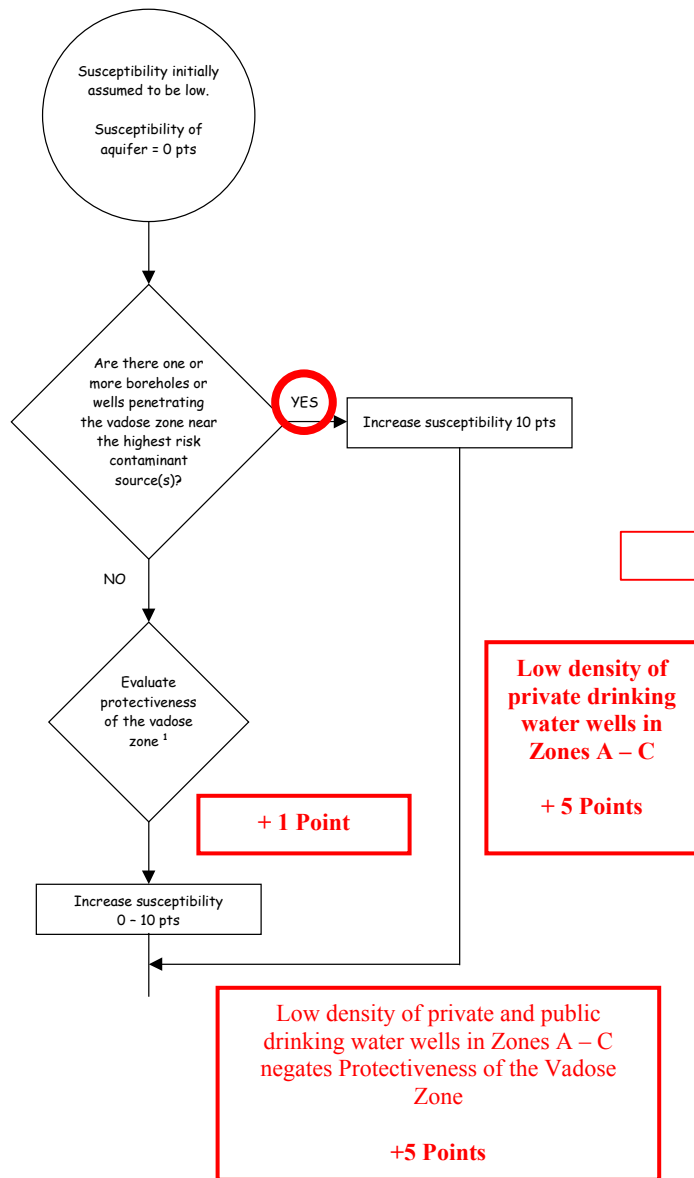 Susceptibility initially
assumed to be low.
Susceptibility of
aquifer = 0 pts
Are there one or
more boreholes or
wells penetrating
the vadose zone near
the highest risk
contaminant
source(s)?
YES
Increase susceptibility 10 pts
NO
Evaluate
protectiveness
of the vadose
zone 1
Low density of
private drinking
water wells in
Zones A – C
+ 5 Points
+ 1 Point
Increase susceptibility
0 – 10 pts
Low density of private and public
drinking water wells in Zones A – C
negates Protectiveness of the Vadose
Zone
+5 Points